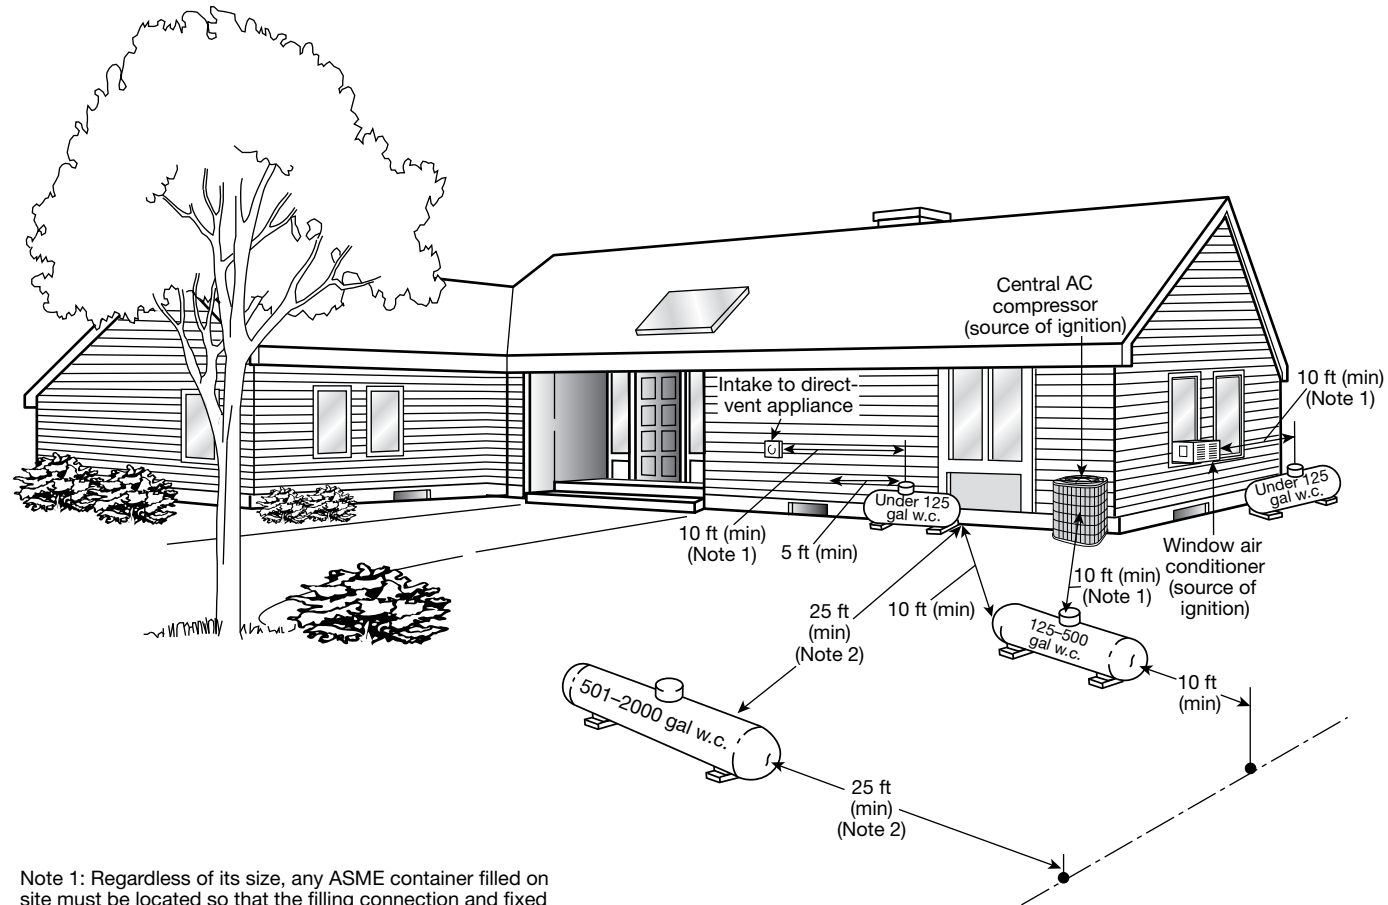 Central AC
compressor
(source of ignition)
10 ft (min)
(Note 1)
Intake to direct-
vent appliance
Under 125
gal w.c.
Under 125
gal w.c.
10 ft (min)
(Note 1)
5 ft (min)
Window air
conditioner
(source of
ignition)
10 ft (min)
(Note 1)
25 ft
(min)
(Note 2)
10 ft (min)
125–500
gal w.c.
10 ft
(min)
501–2000 gal w.c.
25 ft
(min)
(Note 2)
Note 1: Regardless of its size, any ASME container filled on
site must be located so that the filling connection and fixed